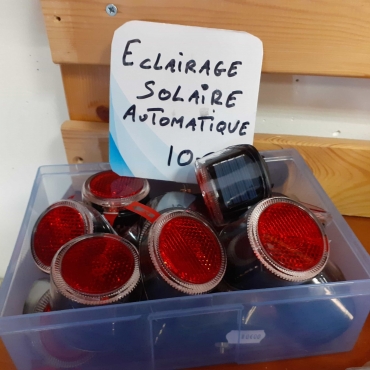 ECLAIRAGE
SOLAIRE
AUTOMATIQUE
10.-